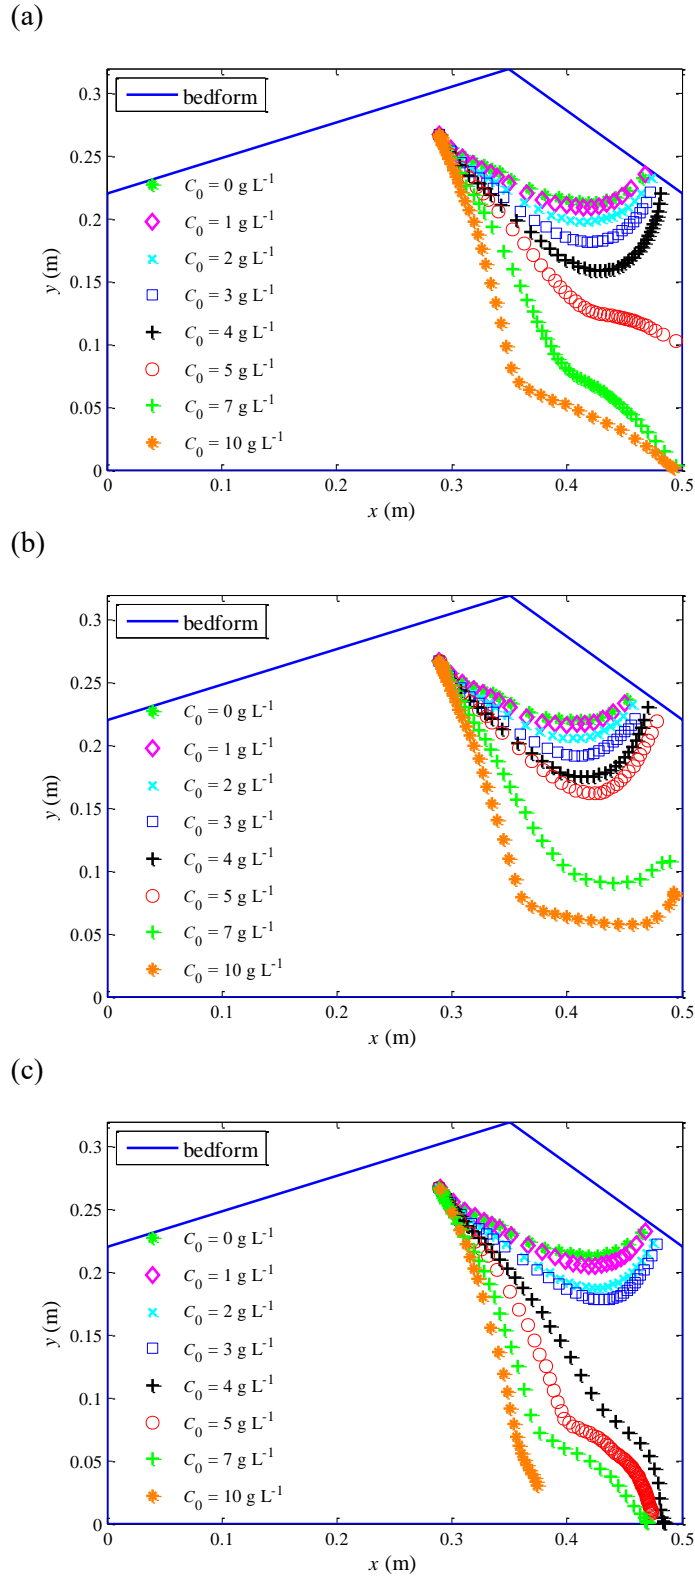 (a)
0.3
bedform
0.25
C0 = 0 g L-1
0.2
C0 = 1 g L-1
C0 = 2 g L-1
y (m)
0.15
C0 = 3 g L-1
C0 = 4 g L-1
0.1
C0 = 5 g L-1
0.05
C0 = 7 g L-1
C0 = 10 g L-1
0
0 0.1 0.2 0.3 0.4 0.5
x (m)
(b)
0.3
bedform
0.25
C0 = 0 g L-1
0.2
C0 = 1 g L-1
C0 = 2 g L-1
y (m)
0.15
C0 = 3 g L-1
C0 = 4 g L-1
0.1
C0 = 5 g L-1
0.05
C0 = 7 g L-1
C0 = 10 g L-1
0
0 0.1 0.2 0.3 0.4 0.5
x (m)
(c)
0.3
bedform
0.25
C0 = 0 g L-1
0.2
C0 = 1 g L-1
C0 = 2 g L-1
y (m)
0.15
C0 = 3 g L-1
C0 = 4 g L-1
0.1
C0 = 5 g L-1
0.05
C0 = 7 g L-1
C0 = 10 g L-1
0
0 0.1 0.2 0.3 0.4 0.5
x (m)